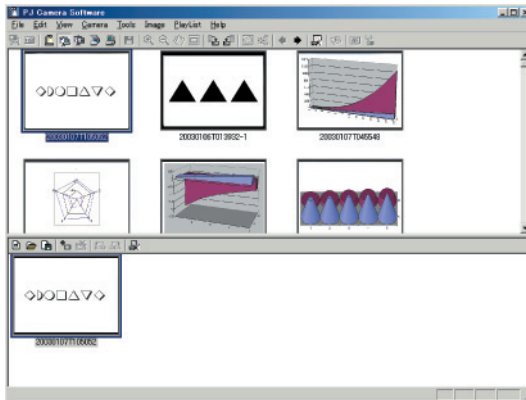 PJ Camera Software
File Edit View Camera Tools Image PlayList Help
20030107T105052
20030106T013932-1
20030107T045548
20030107T105052